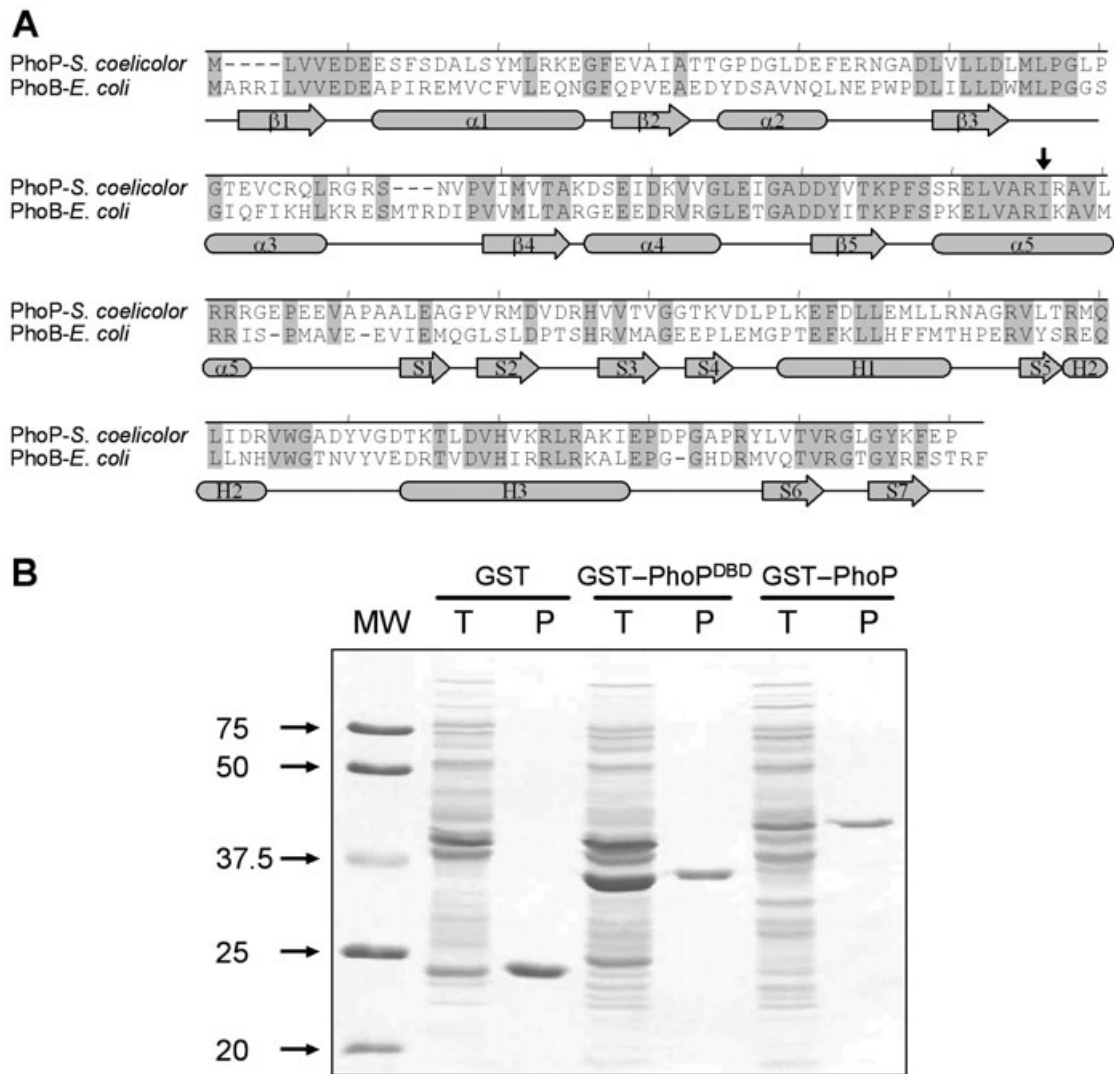 A
PhoP-S. coelicolor M----LVVEDEESFSDALSYMLRKEGFEVAIATTGPDGLDEFERNGADLVLLDLMLPGLP
PhoB-E. coli MARRILVVEDEAPIREMVCFVLEQNGFQPVEAEDYDSAVNQLNEPWPDLILLDWMLPGGS
β1 α1 β2 α2 β3
PhoP-S. coelicolor GTEVCRQLRGRS---NVPVIMVTAKDSEIDKVVGLEIGADDYVTKPFSSRELVARIRAVL
PhoB-E. coli GIQFIKHLKRESMTRDIPVVMLTARGEEEDRVRGLETGADDYITKPFSPKELVARIKAVM
α3 β4 α4 β5 α5
PhoP-S. coelicolor RRRGEPEEVAPAALEAGPVRMDVDRHVVTVGGTKVDLPLKEFDLLEMLLRNAGRVLTRMQ
PhoB-E. coli RRIS-PMAVE-EVIEMQGLSLDPTSHRVMAGEEPLEMGPTEFKLLHFFMTHPERVYSREQ
α5 S1 S2 S3 S4 H1 S5 H2
PhoP-S. coelicolor LIDRVWGADYVGDTKTLDVHVKRLRAKIEPDPGAPRYLVTVRGLGYKFEP
PhoB-E. coli LLNHVWGTNVYVEDRTVDVHIRRLRKALEPG-GHDRMVQTVRGTGYRFSTRF
H2 H3 S6 S7
B
GST GST–PhoP^DBD GST–PhoP
MW T P T P T P
75
50
37.5
25
20